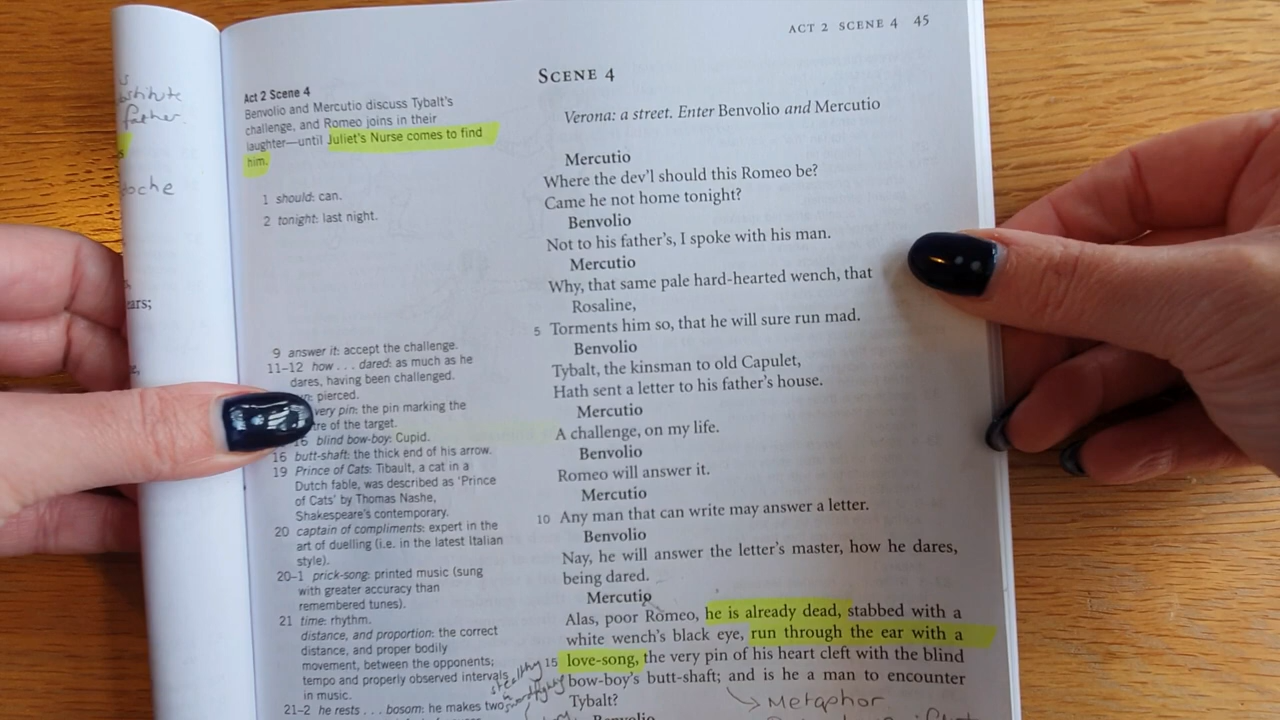 ACT 2 SCENE 4 45
father.
ars;
Act 2 Scene 4
Benvolio and Mercutio discuss Tybalt's
challenge, and Romeo joins in their
laughter—until Juliet's Nurse comes to find
him.
1 should: can.
2 tonight: last night.
9 answer it: accept the challenge.
11–12 how . . . dared: as much as he
dares, having been challenged.
pierced.
very pin: the pin marking the
of the target.
16 blind bow-boy: Cupid.
16 butt-shaft: the thick end of his arrow.
19 Prince of Cats: Tibault, a cat in a
Dutch fable, was described as 'Prince
of Cats' by Thomas Nashe,
Shakespeare's contemporary.
20 captain of compliments: expert in the
art of duelling (i.e. in the latest Italian
style).
20–1 prick-song: printed music (sung
with greater accuracy than
remembered tunes).
21 time: rhythm.
distance, and proportion: the correct
distance, and proper bodily
movement, between the opponents;
tempo and properly observed intervals
in music.
21–2 he rests . . . bosom: he makes two
SCENE 4
Verona: a street. Enter Benvolio and Mercutio
Mercutio
Where the dev'l should this Romeo be?
Came he not home tonight?
Benvolio
Not to his father's, I spoke with his man.
Mercutio
Why, that same pale hard-hearted wench, that
Rosaline,
5 Torments him so, that he will sure run mad.
Benvolio
Tybalt, the kinsman to old Capulet,
Hath sent a letter to his father's house.
Mercutio
A challenge, on my life.
Benvolio
Romeo will answer it.
Mercutio
10 Any man that can write may answer a letter.
Benvolio
Nay, he will answer the letter's master, how he dares,
being dared.
Mercutio
Alas, poor Romeo, he is already dead, stabbed with a
white wench's black eye, run through the ear with a
15 love-song, the very pin of his heart cleft with the blind
bow-boy's butt-shaft; and is he a man to encounter
Tybalt?
stealthy
Metaphor
Benvolio